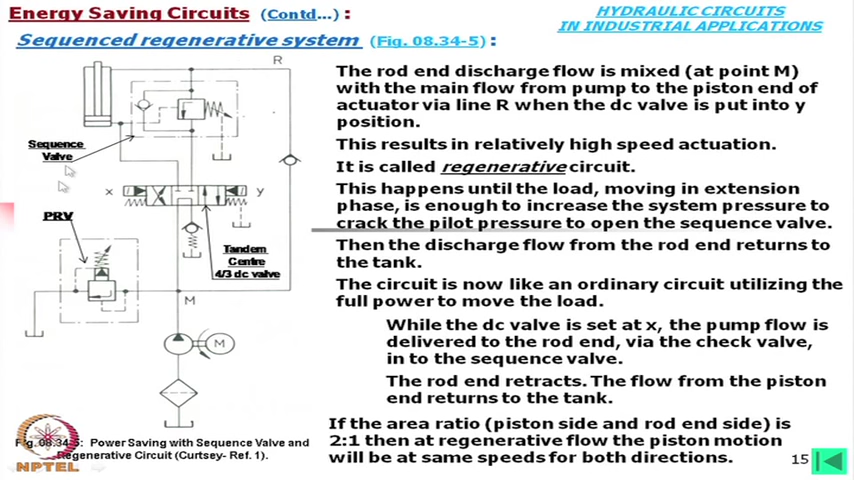 Energy Saving Circuits (Contd...) :
HYDRAULIC CIRCUITS
IN INDUSTRIAL APPLICATIONS
Sequenced regenerative system (Fig. 08.34-5) :
R
Sequence
Valve
x
y
PRV
Tandem
Centre
4/3 dc valve
M
M
The rod end discharge flow is mixed (at point M)
with the main flow from pump to the piston end of
actuator via line R when the dc valve is put into y
position.
This results in relatively high speed actuation.
It is called regenerative circuit.
This happens until the load, moving in extension
phase, is enough to increase the system pressure to
crack the pilot pressure to open the sequence valve.
Then the discharge flow from the rod end returns to
the tank.
The circuit is now like an ordinary circuit utilizing the
full power to move the load.
While the dc valve is set at x, the pump flow is
delivered to the rod end, via the check valve,
in to the sequence valve.
The rod end retracts. The flow from the piston
end returns to the tank.
If the area ratio (piston side and rod end side) is
2:1 then at regenerative flow the piston motion
will be at same speeds for both directions.
Fig. 08.34-5: Power Saving with Sequence Valve and
Regenerative Circuit (Curtsey- Ref. 1).
NPTEL
15